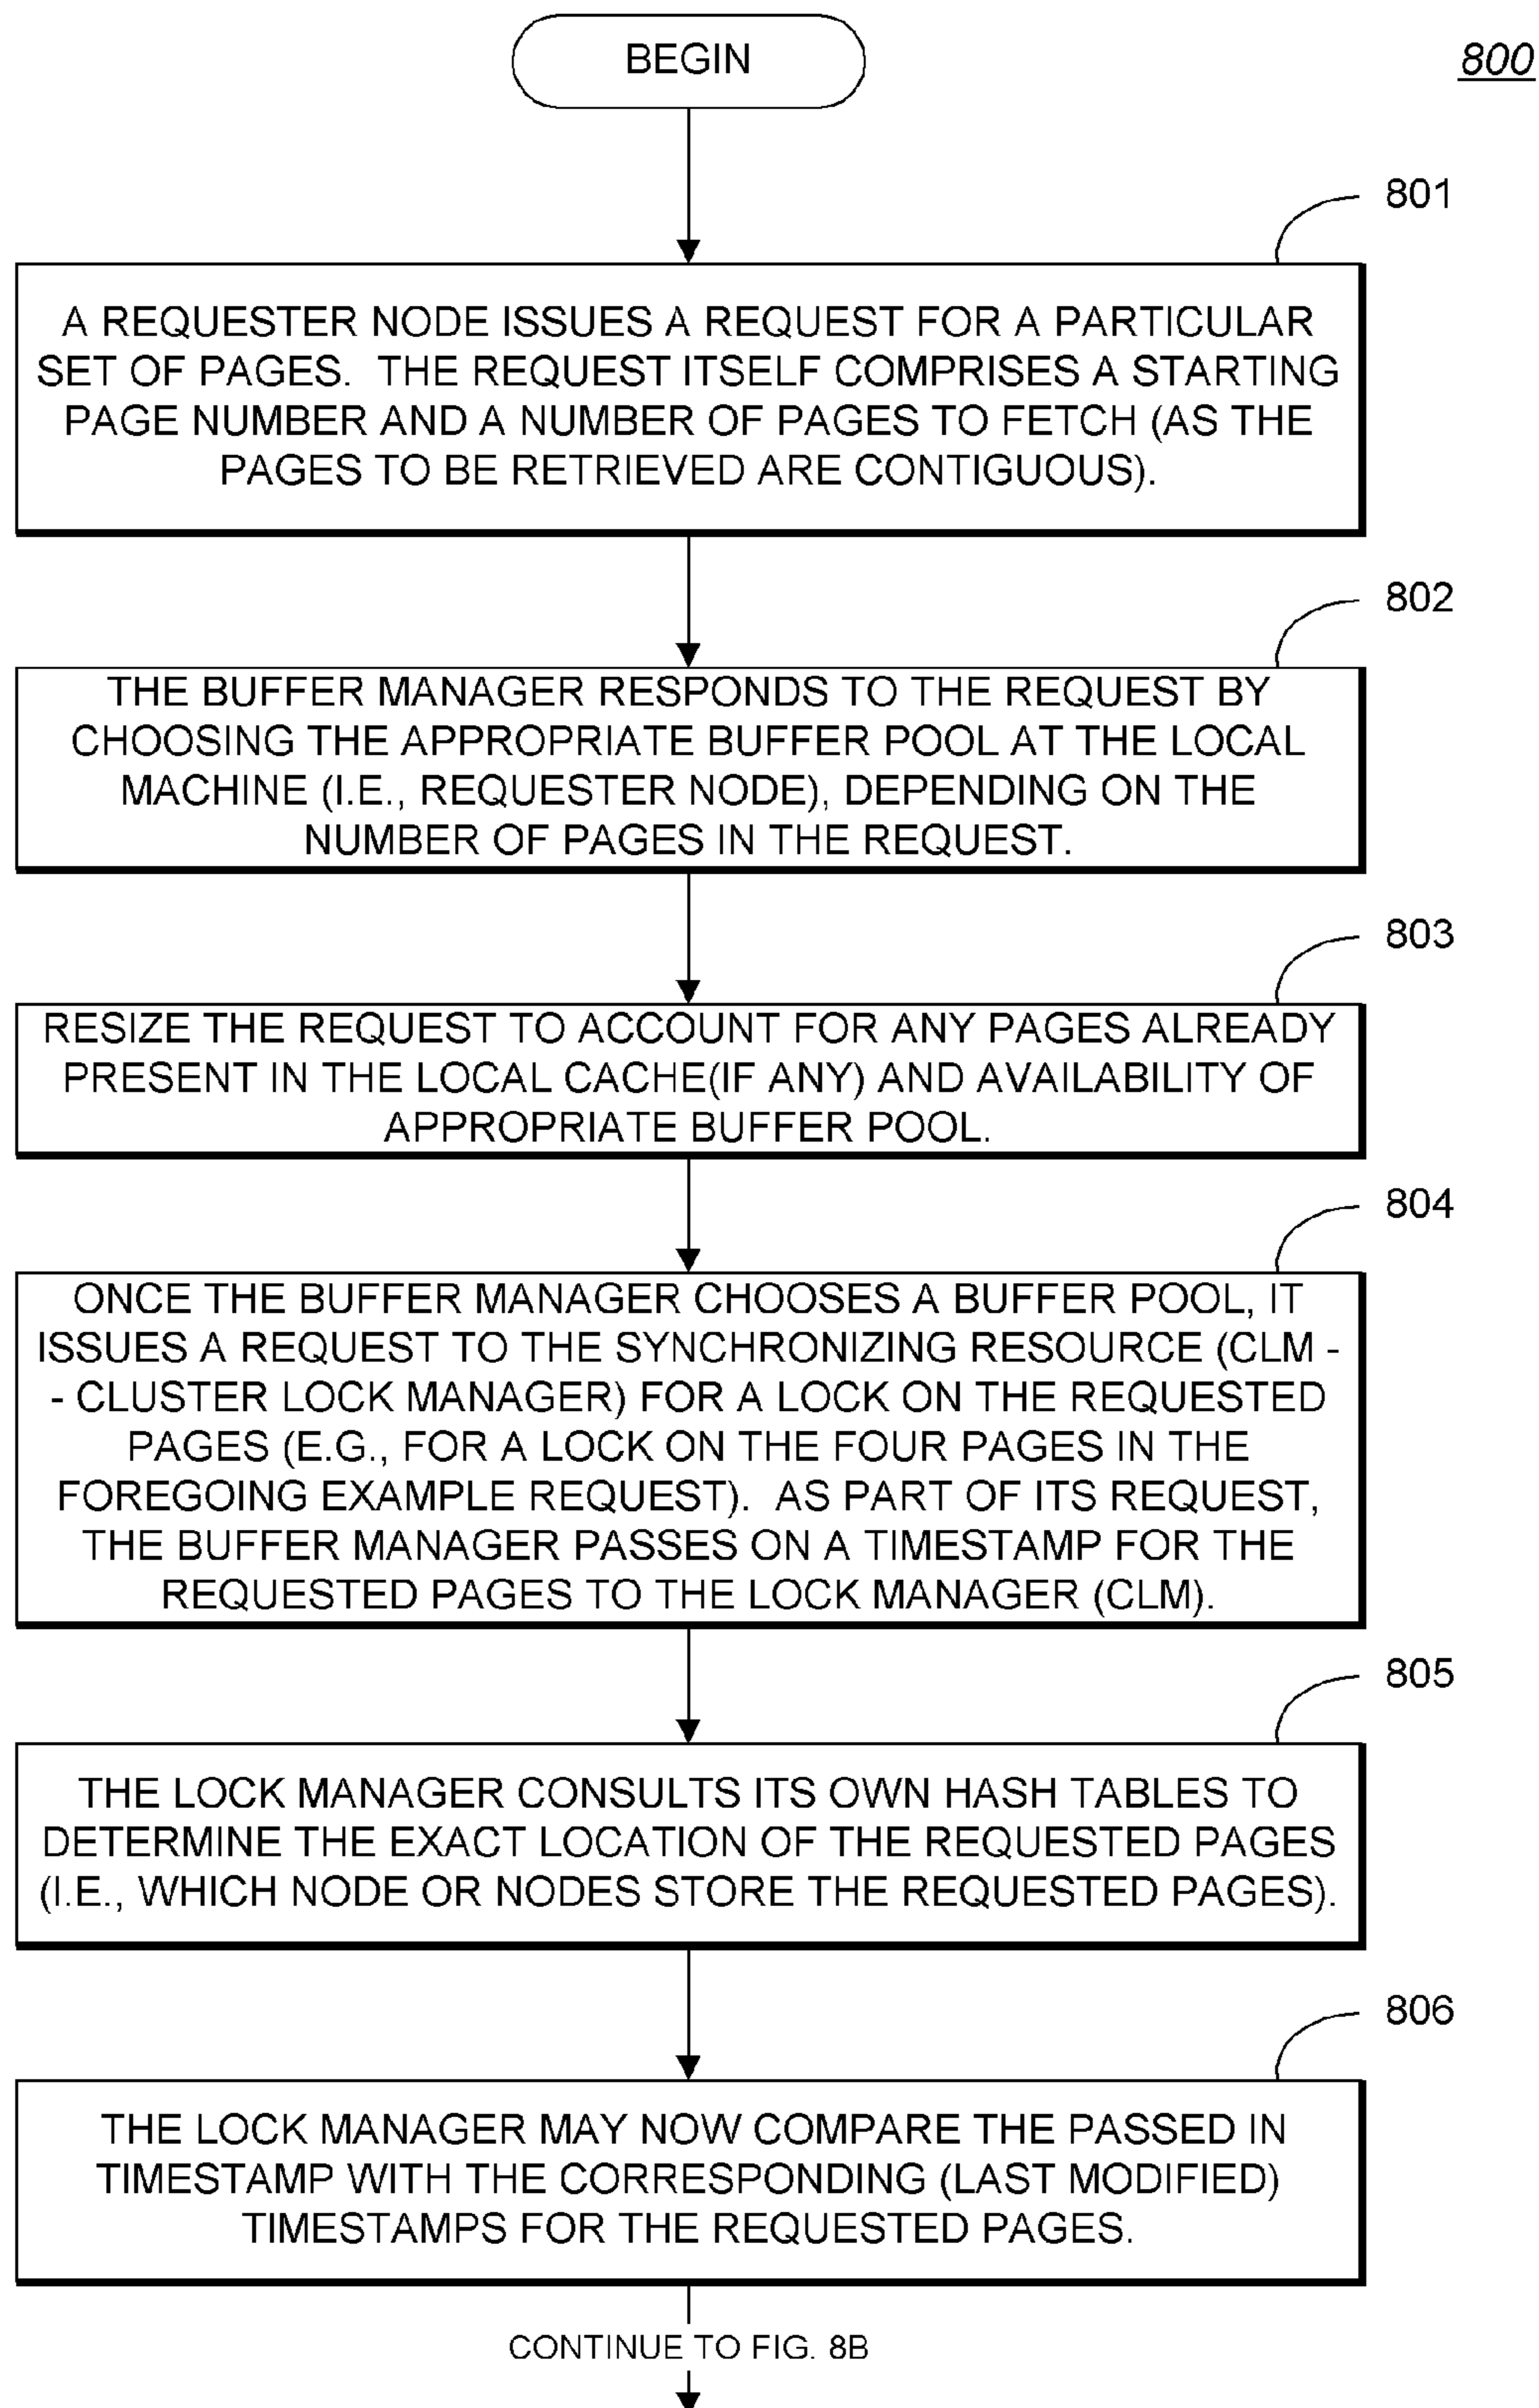 BEGIN
800
801
A REQUESTER NODE ISSUES A REQUEST FOR A PARTICULAR
SET OF PAGES. THE REQUEST ITSELF COMPRISES A STARTING
PAGE NUMBER AND A NUMBER OF PAGES TO FETCH (AS THE
PAGES TO BE RETRIEVED ARE CONTIGUOUS).
802
THE BUFFER MANAGER RESPONDS TO THE REQUEST BY
CHOOSING THE APPROPRIATE BUFFER POOL AT THE LOCAL
MACHINE (I.E., REQUESTER NODE), DEPENDING ON THE
NUMBER OF PAGES IN THE REQUEST.
803
RESIZE THE REQUEST TO ACCOUNT FOR ANY PAGES ALREADY
PRESENT IN THE LOCAL CACHE(IF ANY) AND AVAILABILITY OF
APPROPRIATE BUFFER POOL.
804
ONCE THE BUFFER MANAGER CHOOSES A BUFFER POOL, IT
ISSUES A REQUEST TO THE SYNCHRONIZING RESOURCE (CLM -
- CLUSTER LOCK MANAGER) FOR A LOCK ON THE REQUESTED
PAGES (E.G., FOR A LOCK ON THE FOUR PAGES IN THE
FOREGOING EXAMPLE REQUEST). AS PART OF ITS REQUEST,
THE BUFFER MANAGER PASSES ON A TIMESTAMP FOR THE
REQUESTED PAGES TO THE LOCK MANAGER (CLM).
805
THE LOCK MANAGER CONSULTS ITS OWN HASH TABLES TO
DETERMINE THE EXACT LOCATION OF THE REQUESTED PAGES
(I.E., WHICH NODE OR NODES STORE THE REQUESTED PAGES).
806
THE LOCK MANAGER MAY NOW COMPARE THE PASSED IN
TIMESTAMP WITH THE CORRESPONDING (LAST MODIFIED)
TIMESTAMPS FOR THE REQUESTED PAGES.
CONTINUE TO FIG. 8B